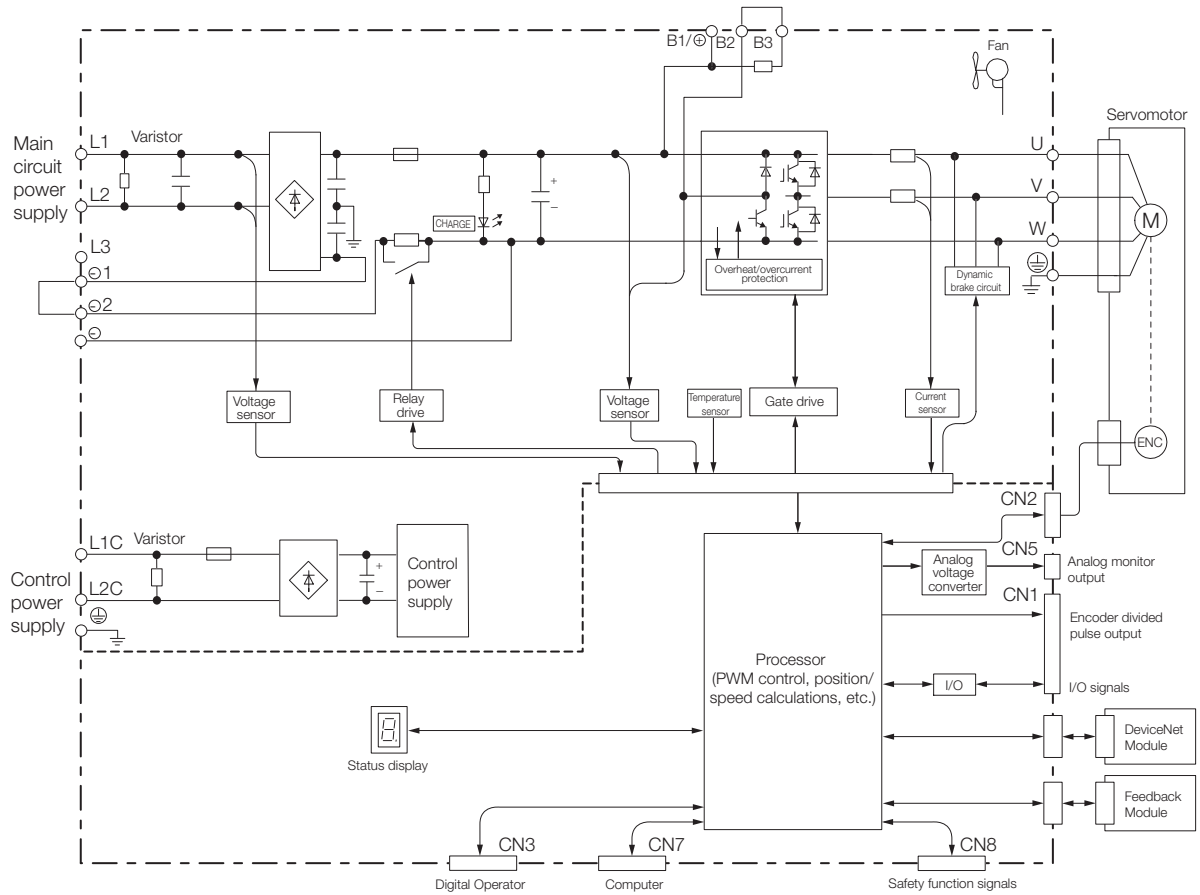 B1/⊕ B2 B3
Fan
Servomotor
Main
circuit
power
supply
L1 Varistor
L2
L3
⊖1
⊖2
⊖
CHARGE
+
−
Overheat/overcurrent
protection
U
V
W
M
Dynamic
brake circuit
Voltage
sensor
Relay
drive
Voltage
sensor
Temperature
sensor
Gate drive
Current
sensor
ENC
Control
power
supply
L1C Varistor
L2C
+
−
Control
power
supply
CN2
CN5
Analog
voltage
converter
Analog monitor
output
CN1
Encoder divided
pulse output
Processor
(PWM control, position/
speed calculations, etc.)
I/O
I/O signals
8.
Status display
DeviceNet
Module
Feedback
Module
CN3 CN7 CN8
Digital Operator Computer Safety function signals